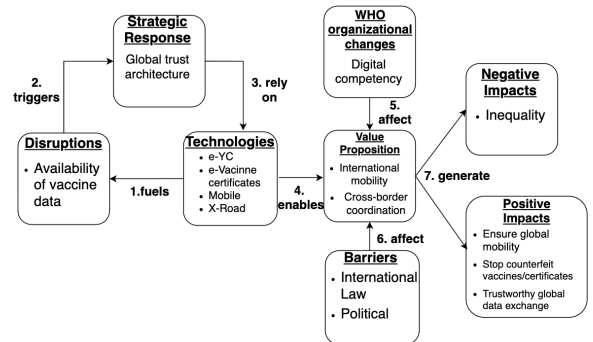 Strategic
Response
Global trust
architecture
2.
triggers
3. rely
on
Disruptions
• Availability
of vaccine
data
1.fuels
Technologies
• e-YC
• e-Vacinne
certificates
• Mobile
• X-Road
4.
enables
WHO
organizational
changes
Digital
competency
5.
affect
Value
Proposition
• International
mobility
• Cross-border
coordination
6. affect
Barriers
• International
Law
• Political
7. generate
Negative
Impacts
• Inequality
Positive
Impacts
• Ensure global
mobility
• Stop counterfeit
vaccines/certificates
• Trustworthy global
data exchange